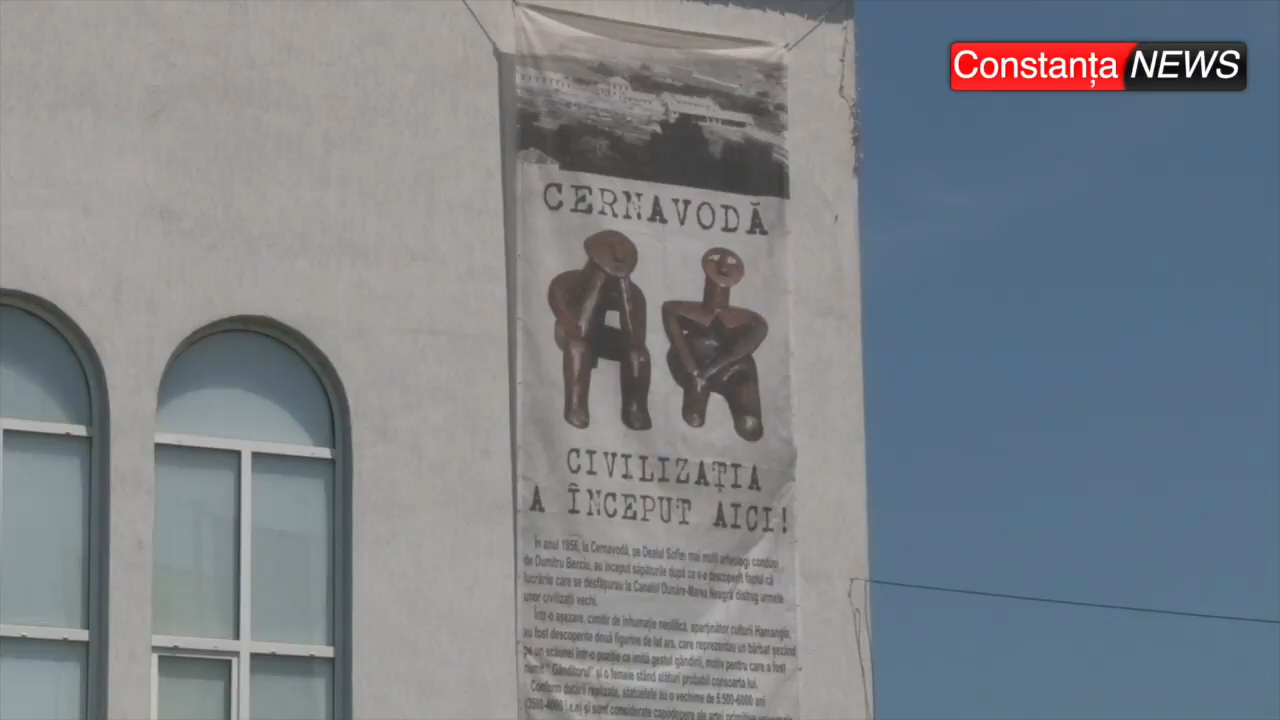 Constanța NEWS
CERNAVODĂ
CIVILIZAȚIA
A ÎNCEPUT AICI!
În anul 1956, la Cernavodă, pe Dealul Sofiei mai mulți arheologi conduși
de Dumitru Berciu, au început săpăturile după ce s-a descoperit faptul că
lucrările care se desfășurau la Canalul Dunăre-Marea Neagră distrug urmele
unor civilizații vechi.
Într-o așezare, cimitir de inhumație neolitică, aparținător culturii Hamangia,
au fost descoperite două figurine de lut ars, care reprezentau un bărbat șezând
pe un scăunel într-o poziție ce imită gestul gândirii, motiv pentru care a fost
numit " Gânditorul" și o femeie stând alături probabil consoarta lui.
Conform datării realizate, statuetele au o vechime de 5.500-6000 ani
(3500-4000 î.e.n) și sunt considerate capodopere ale artei primitive